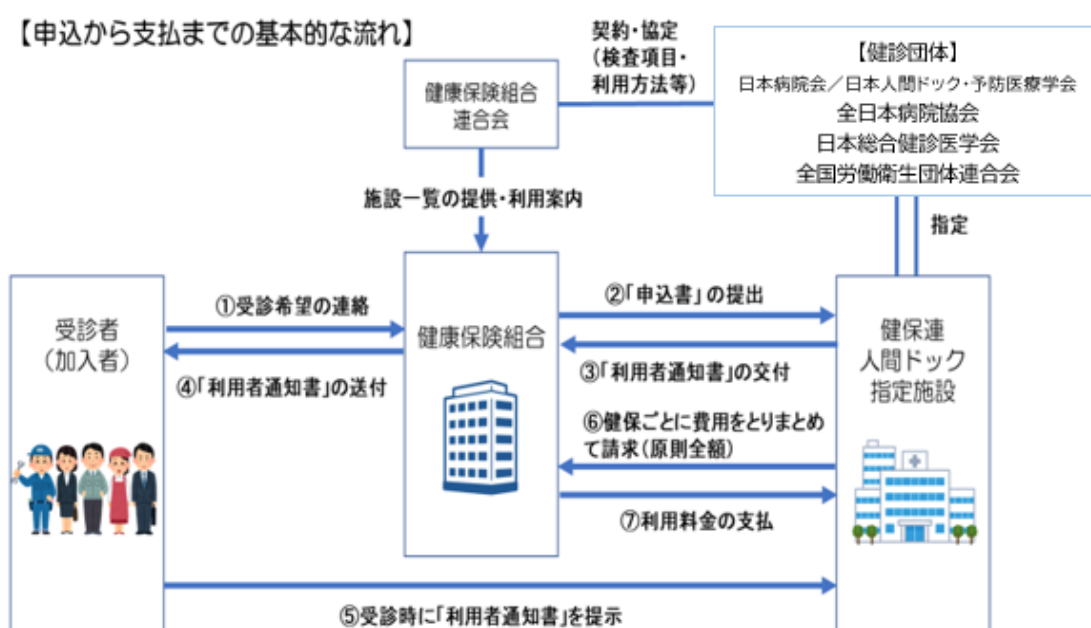 【申込から支払までの基本的な流れ】
契約・協定
（検査項目・
利用方法等）
健康保険組合
連合会
【健診団体】
日本病院会／日本人間ドック・予防医療学会
全日本病院協会
日本総合健診医学会
全国労働衛生団体連合会
施設一覧の提供・利用案内
指定
受診者
（加入者）
①受診希望の連絡
④「利用者通知書」の送付
健康保険組合
②「申込書」の提出
③「利用者通知書」の交付
⑥健保ごとに費用をとりまとめ
て請求（原則全額）
⑦利用料金の支払
健保連
人間ドック
指定施設
⑤受診時に「利用者通知書」を提示